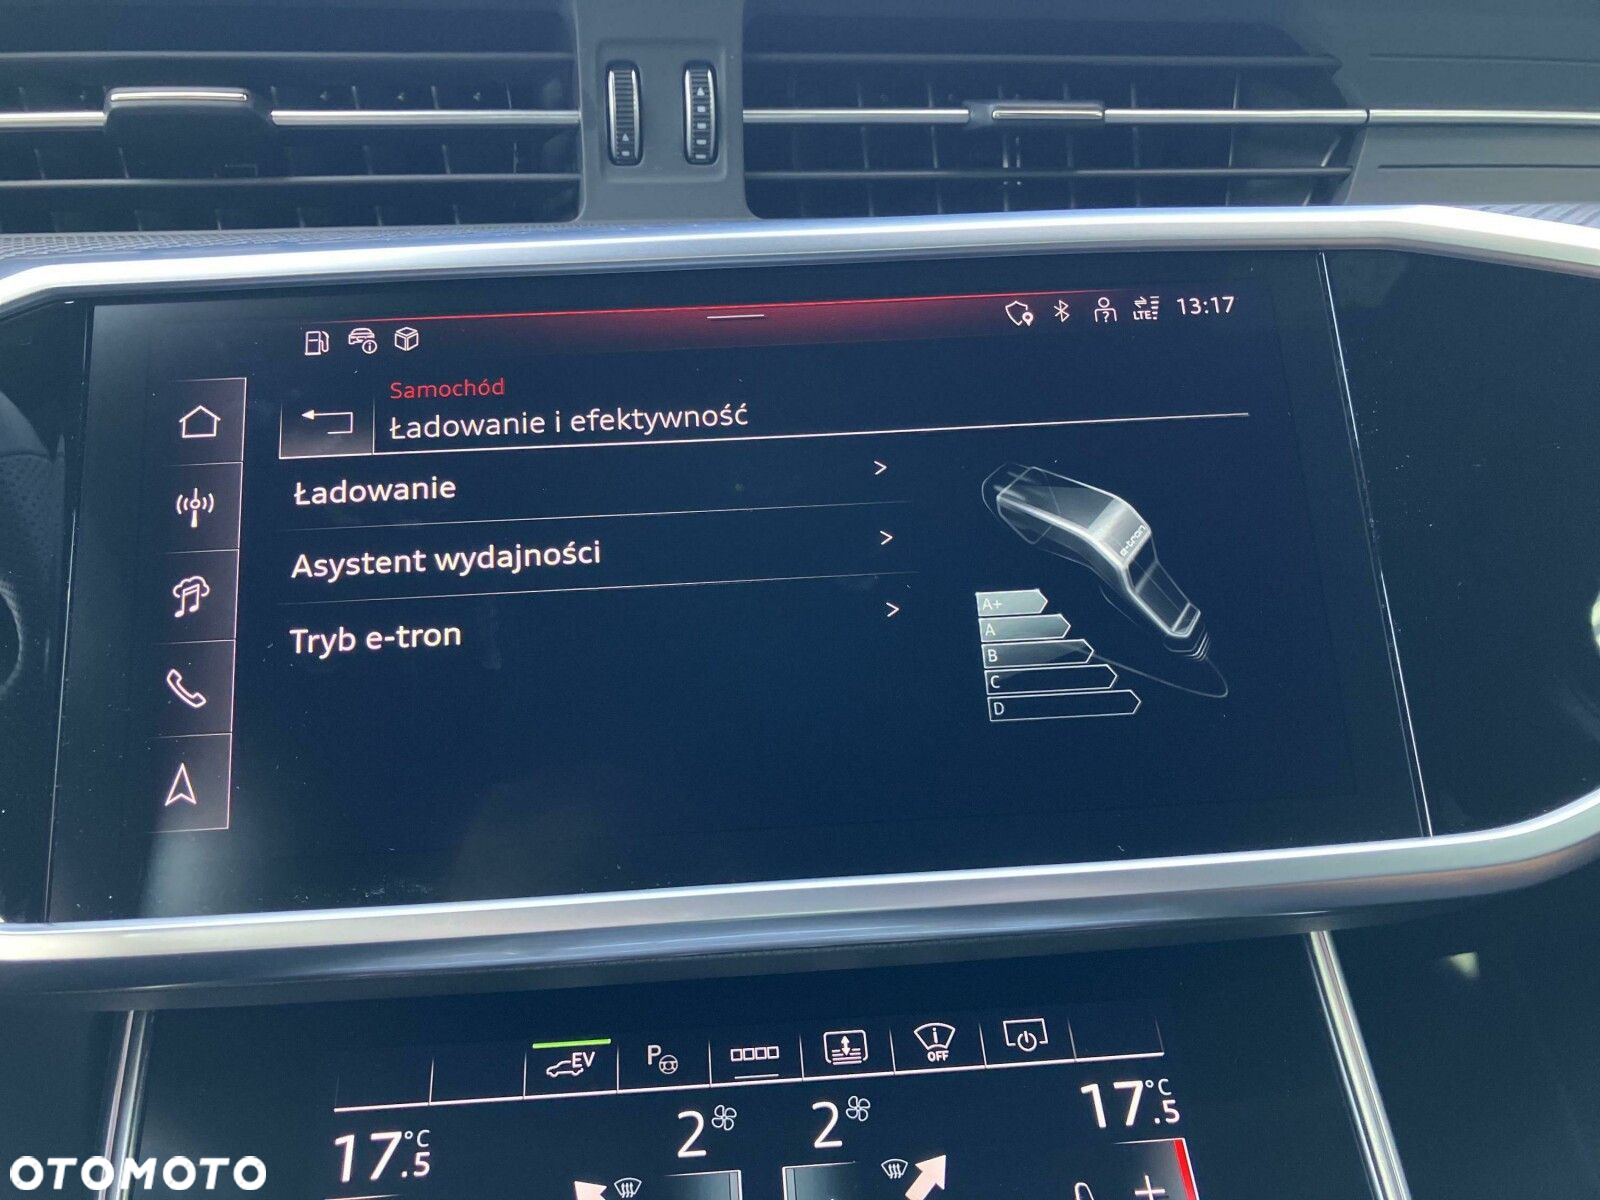 LTE 13:17
Samochód
Ładowanie i efektywność
Ładowanie
Asystent wydajności
Tryb e-tron
e-tron
A+
A
B
C
D
EV
P
OFF
17.5 °C
2
2
17.5 °C
OTOMOTO